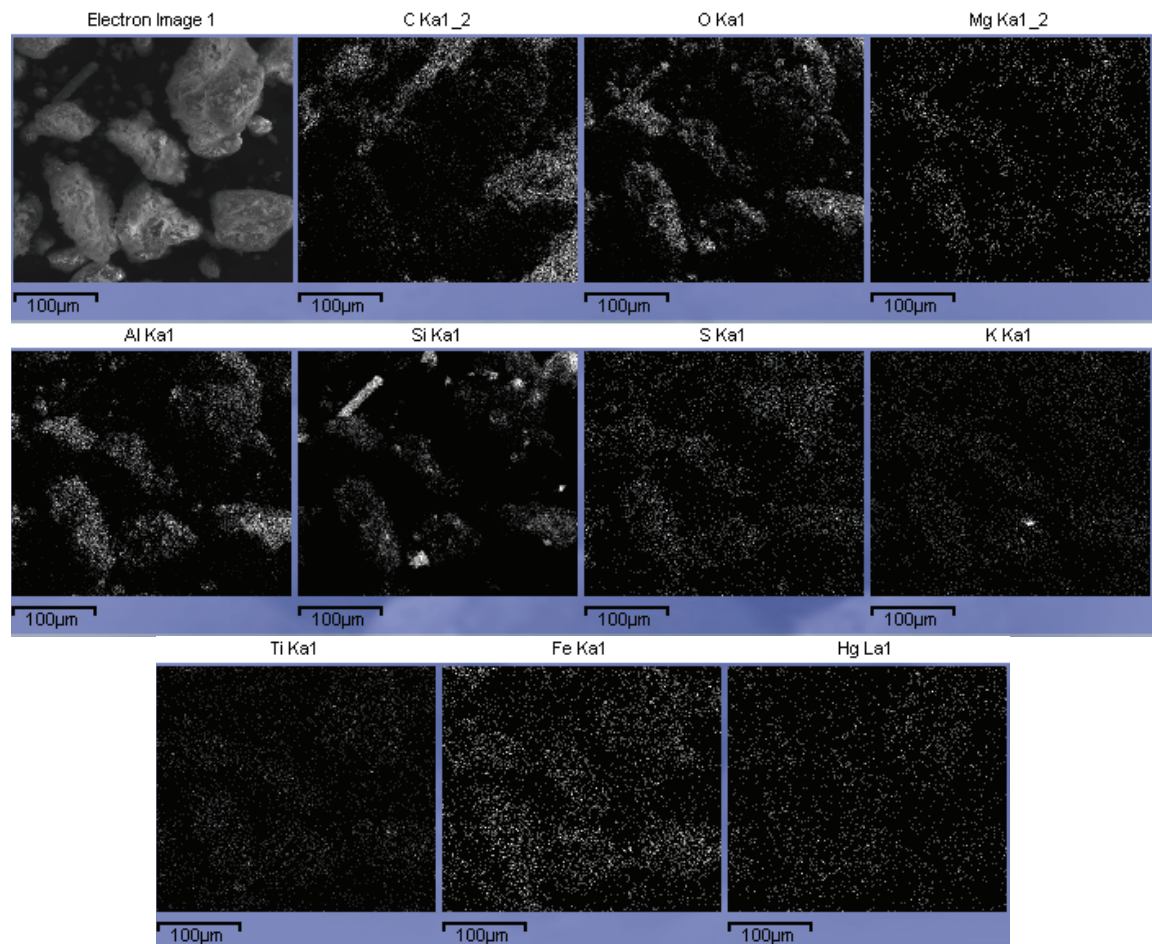 Electron Image 1
C Ka1_2
O Ka1
Mg Ka1_2
100µm
100µm
100µm
100µm
Al Ka1
Si Ka1
S Ka1
K Ka1
100µm
100µm
100µm
100µm
Ti Ka1
Fe Ka1
Hg La1
100µm
100µm
100µm